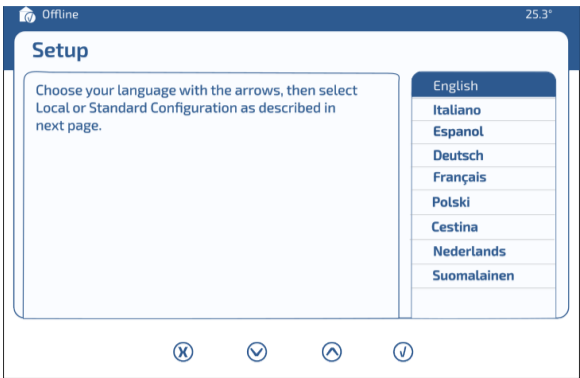 Offline
25.3°
Setup
Choose your language with the arrows, then select
Local or Standard Configuration as described in
next page.
English
Italiano
Espanol
Deutsch
Français
Polski
Cestina
Nederlands
Suomalainen